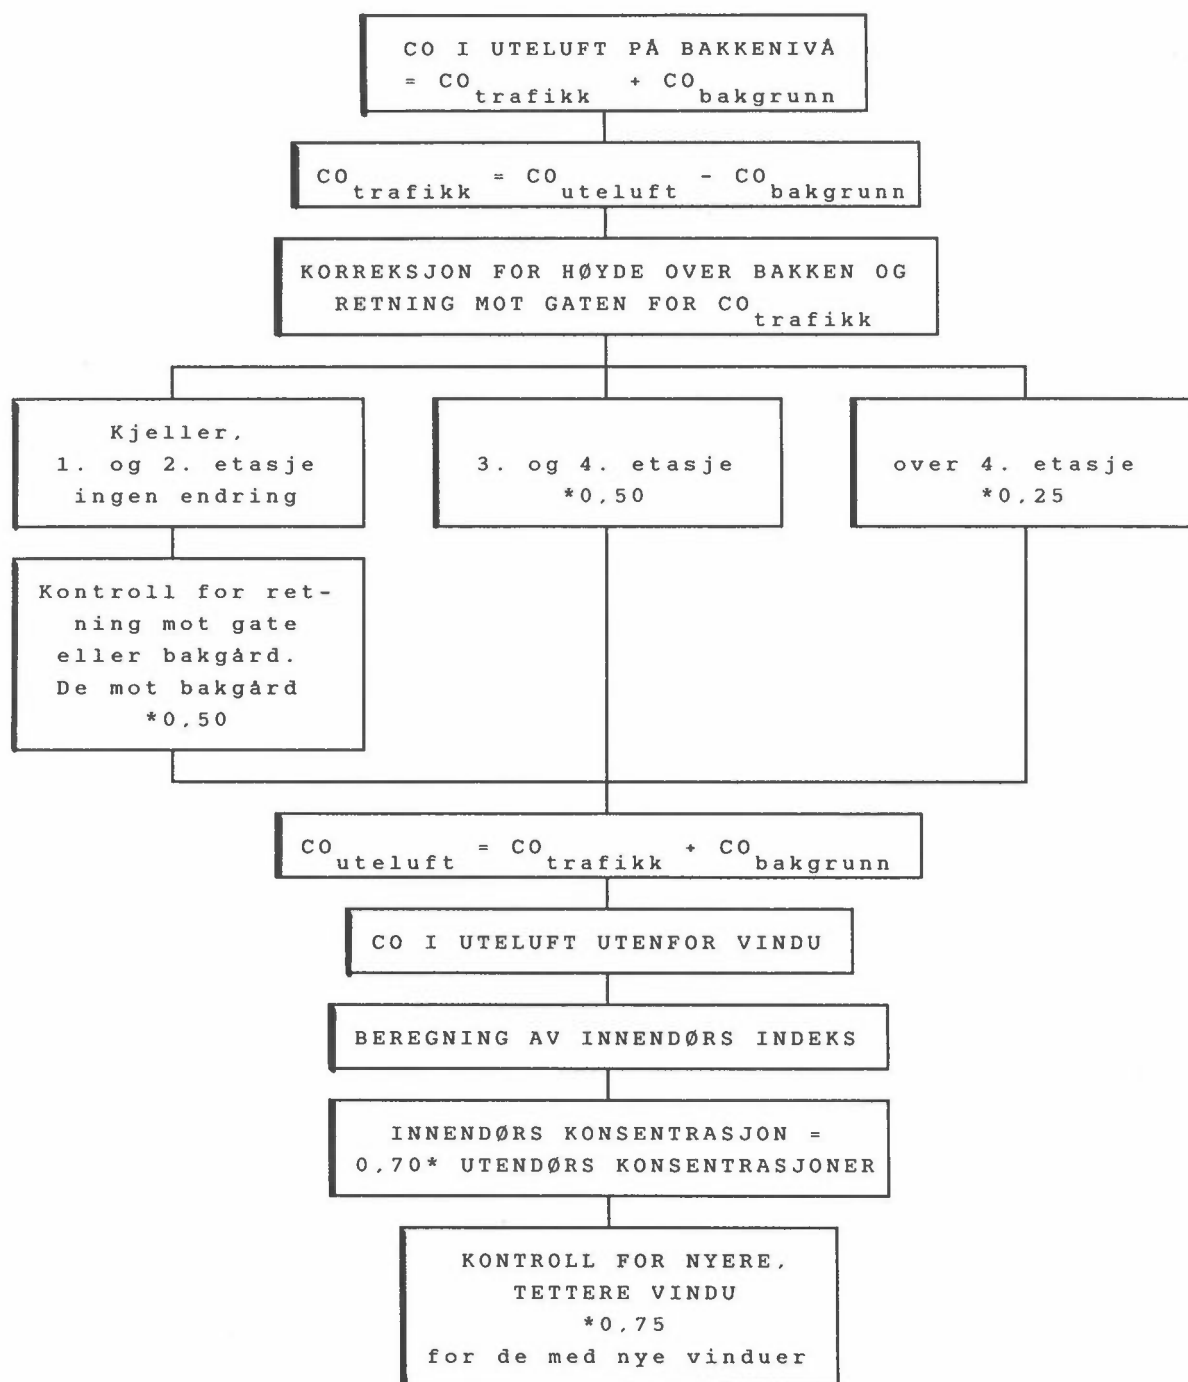 CO I UTELUFT PÅ BAKKENIVÅ
= CO trafikk + CO bakgrunn
CO trafikk = CO uteluft - CO bakgrunn
KORREKSJON FOR HØYDE OVER BAKKEN OG
RETNING MOT GATEN FOR CO trafikk
Kjeller,
1. og 2. etasje
ingen endring
3. og 4. etasje
*0,50
over 4. etasje
*0,25
Kontroll for ret-
ning mot gate
eller bakgård.
De mot bakgård
*0,50
CO uteluft = CO trafikk + CO bakgrunn
CO I UTELUFT UTENFOR VINDU
BEREGNING AV INNENDØRS INDEKS
INNENDØRS KONSENTRASJON =
0,70* UTENDØRS KONSENTRASJONER
KONTROLL FOR NYERE,
TETTERE VINDU
*0,75
for de med nye vinduer